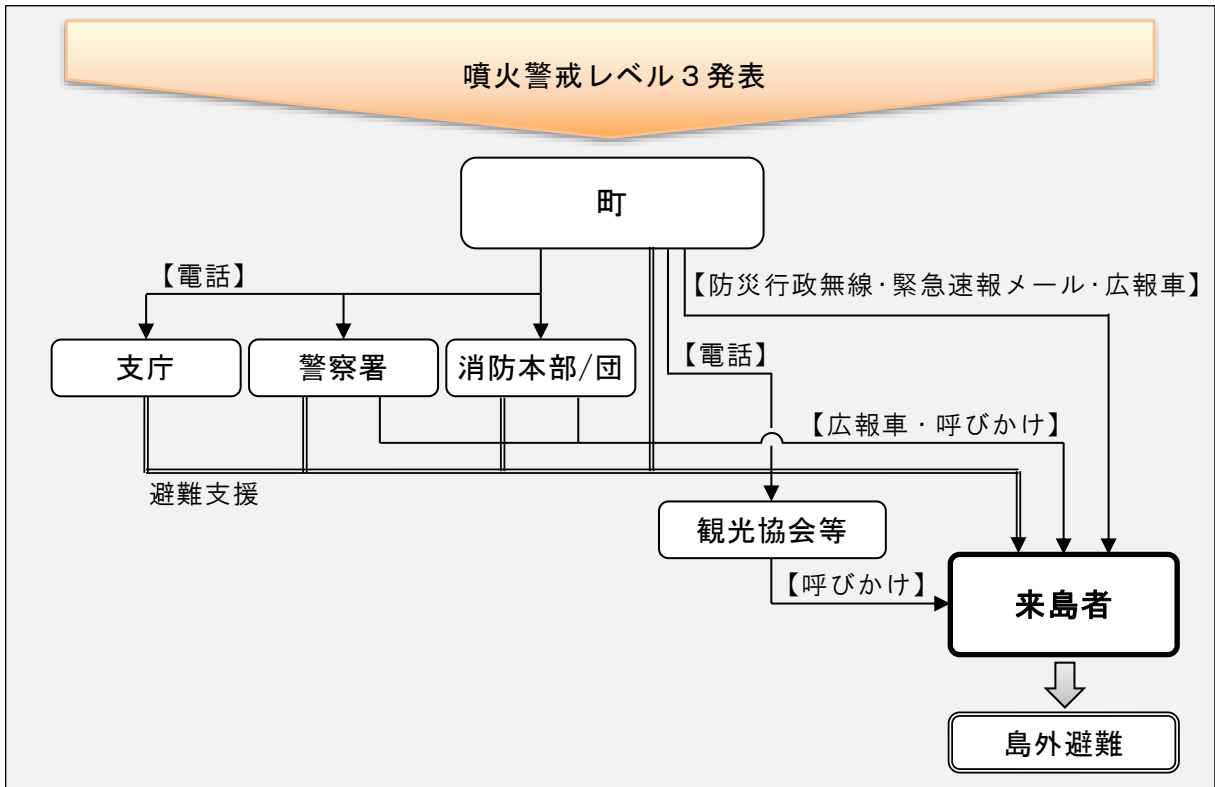 噴火警戒レベル３発表
町
【電話】
【防災行政無線・緊急速報メール・広報車】
支庁
警察署
消防本部/団
【電話】
【広報車・呼びかけ】
避難支援
観光協会等
【呼びかけ】
来島者
島外避難